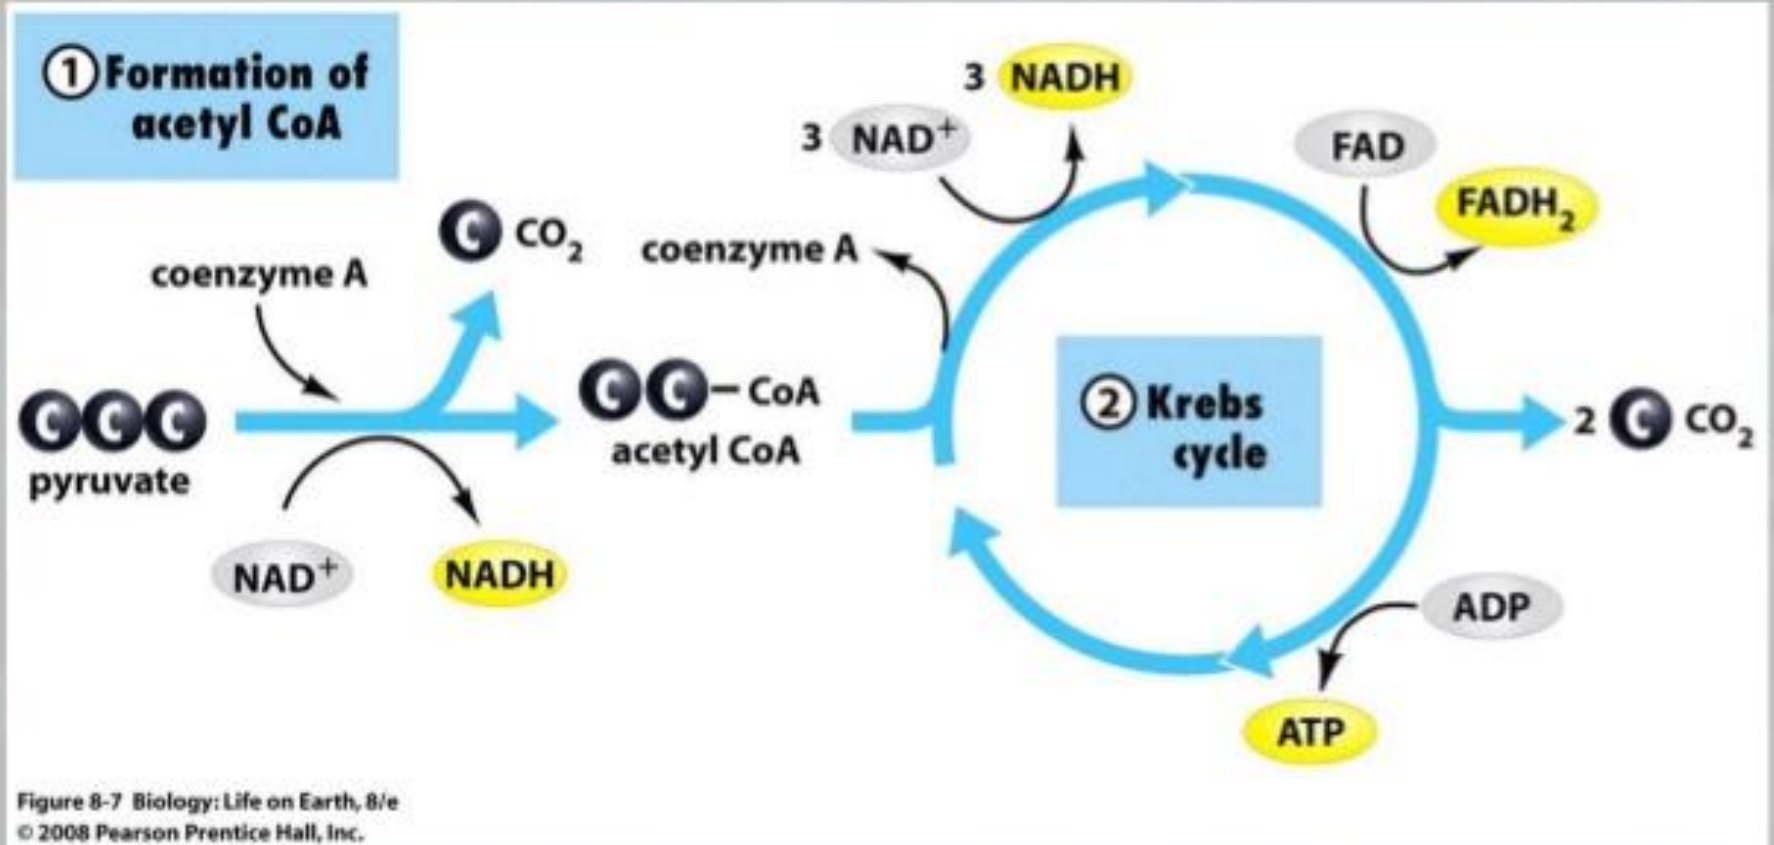 ① Formation of
acetyl CoA
3 NADH
3 NAD⁺
FAD
FADH₂
C CO₂
coenzyme A
coenzyme A
C C C
pyruvate
C C – CoA
acetyl CoA
② Krebs
cycle
2 C CO₂
NAD⁺
NADH
ADP
ATP
Figure 8-7 Biology: Life on Earth, 8/e
© 2008 Pearson Prentice Hall, Inc.